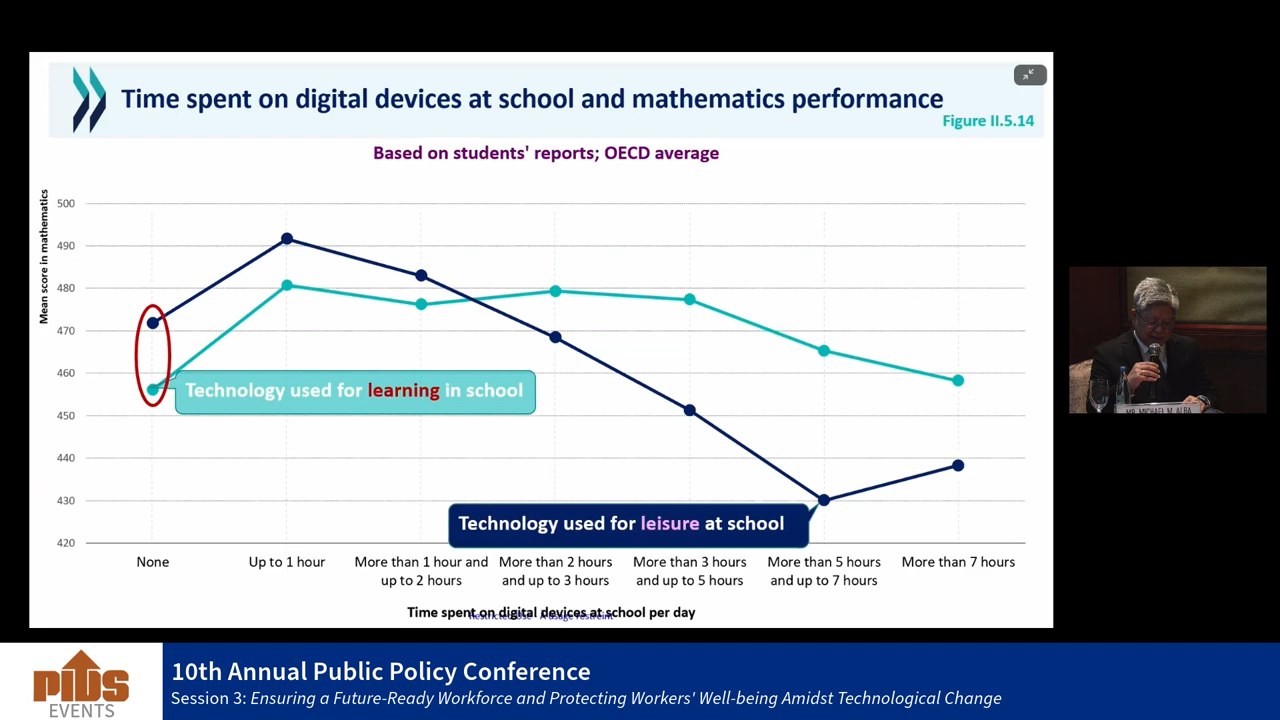 Time spent on digital devices at school and mathematics performance
Figure II.5.14
Based on students' reports; OECD average
Mean score in mathematics
500
490
480
470
460
450
440
430
420
Technology used for learning in school
Technology used for leisure at school
None
Up to 1 hour
More than 1 hour and
up to 2 hours
More than 2 hours
and up to 3 hours
More than 3 hours
and up to 5 hours
More than 5 hours
and up to 7 hours
More than 7 hours
Time spent on digital devices at school per day
MR. MICHAEL M. ALBA
PIDS
EVENTS
10th Annual Public Policy Conference
Session 3: Ensuring a Future-Ready Workforce and Protecting Workers' Well-being Amidst Technological Change